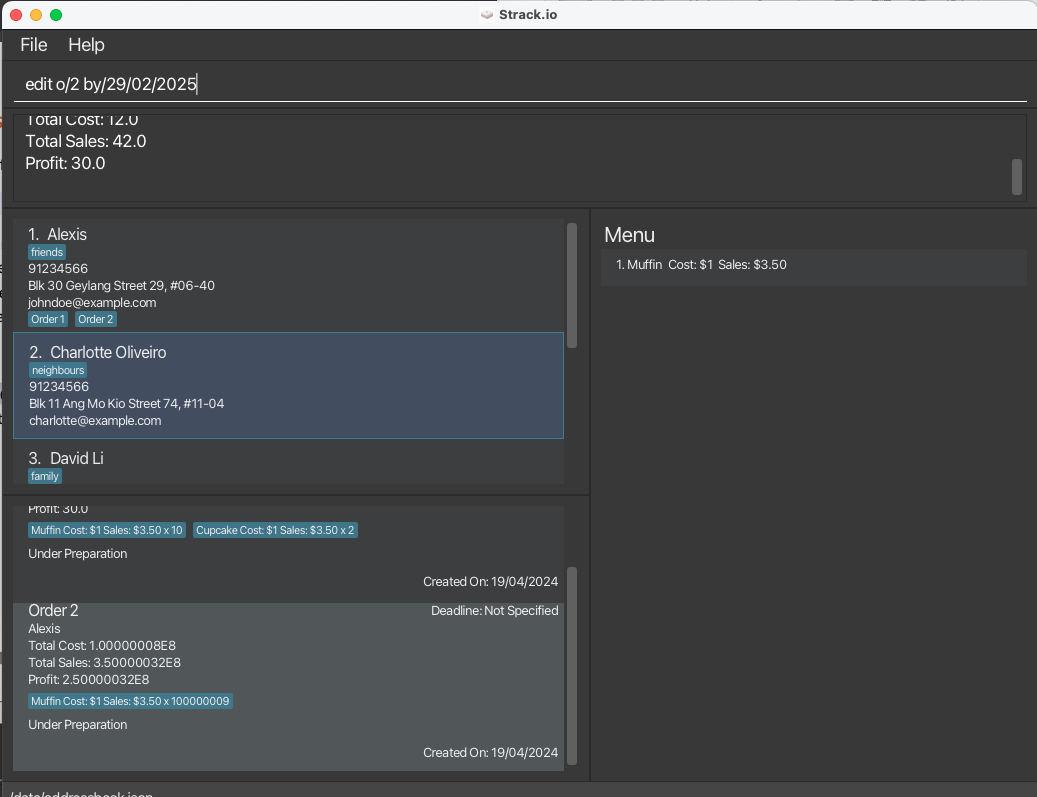 Strack.io
File Help
edit o/2 by/29/02/2025
Total Cost: 12.0
Total Sales: 42.0
Profit: 30.0
1. Alexis
friends
91234566
Blk 30 Geylang Street 29, #06-40
johndoe@example.com
Order 1 Order 2
2. Charlotte Oliveiro
neighbours
91234566
Blk 11 Ang Mo Kio Street 74, #11-04
charlotte@example.com
3. David Li
family
Menu
1. Muffin Cost: $1 Sales: $3.50
Profit: 30.0
Muffin Cost: $1 Sales: $3.50 x 10 Cupcake Cost: $1 Sales: $3.50 x 2
Under Preparation
Created On: 19/04/2024
Order 2 Deadline: Not Specified
Alexis
Total Cost: 1.00000008E8
Total Sales: 3.50000032E8
Profit: 2.50000032E8
Muffin Cost: $1 Sales: $3.50 x 100000009
Under Preparation
Created On: 19/04/2024
/data/addressbook.json